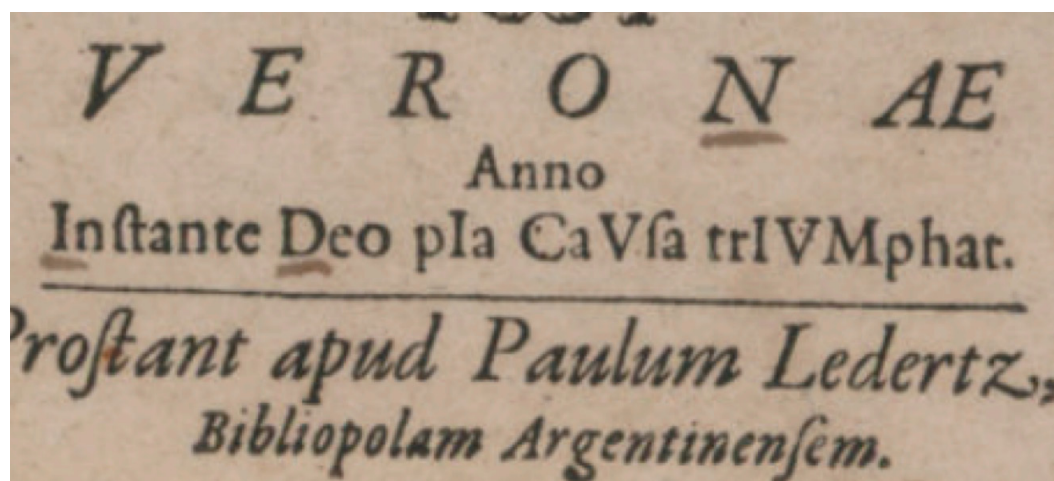 V E R O N AE
Anno
Inſtante Deo pIa CaVſa trIVMphat.
Proſtant apud Paulum Ledertz,
Bibliopolam Argentinenſem.